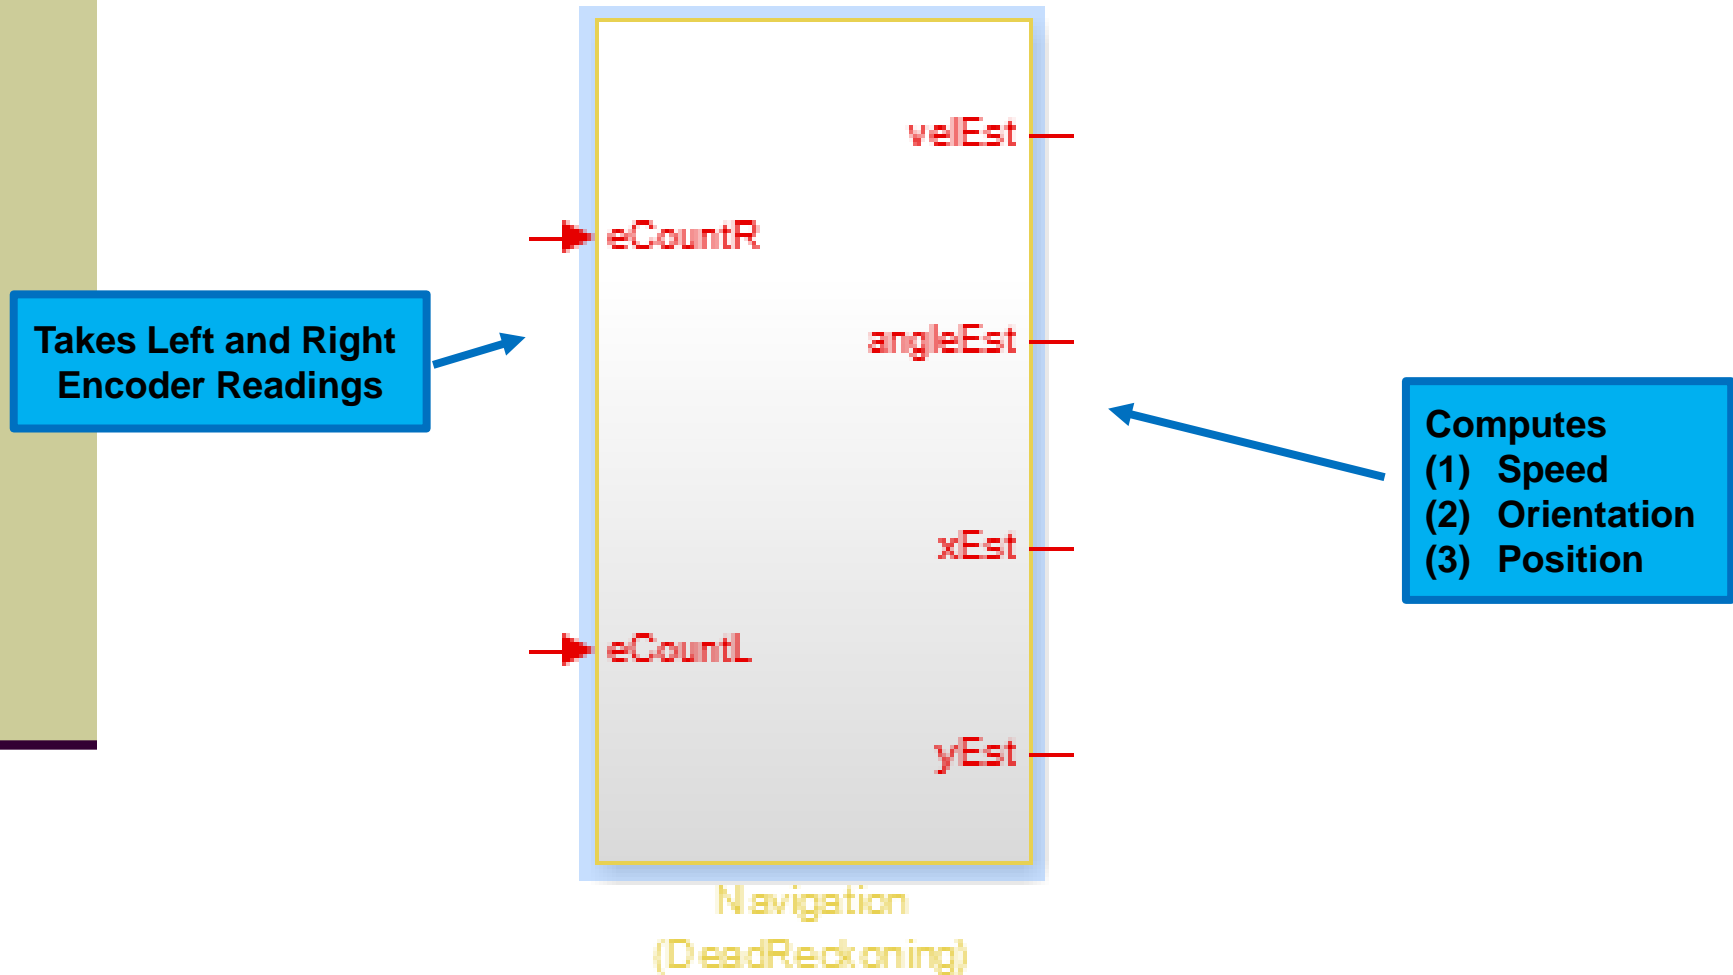 velEst
eCountR
Takes Left and Right
Encoder Readings
angleEst
Computes
(1) Speed
(2) Orientation
(3) Position
xEst
eCountL
yEst
Navigation
(DeadReckoning)